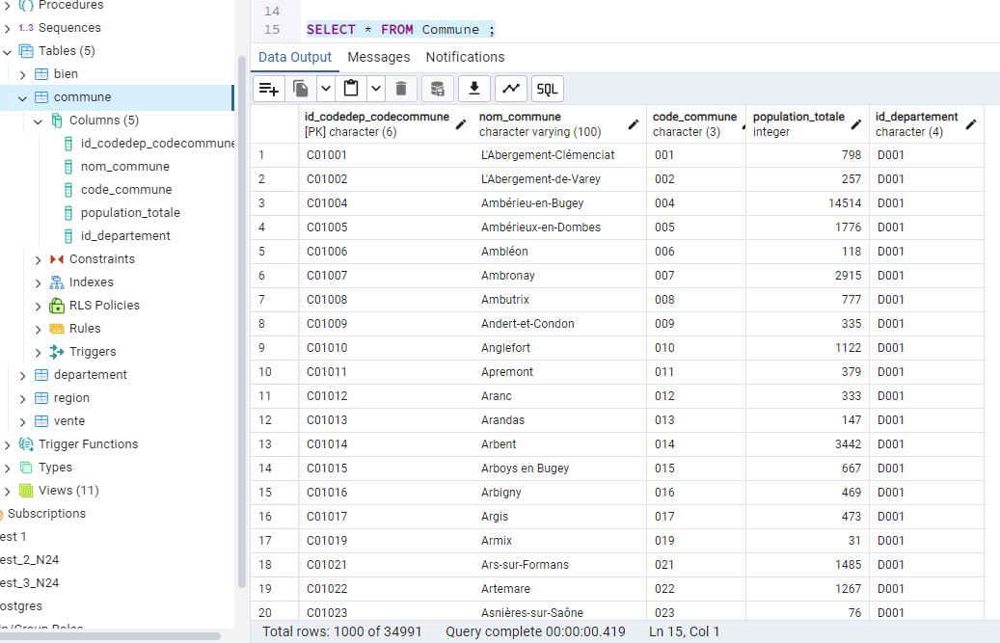 Procedures
1..3 Sequences
Tables (5)
bien
commune
Columns (5)
id_codedep_codecommune
nom_commune
code_commune
population_totale
id_departement
Constraints
Indexes
RLS Policies
Rules
Triggers
departement
region
vente
Trigger Functions
Types
Views (11)
Subscriptions
est 1
est_2_N24
est_3_N24
ostgres
14
15 SELECT * FROM Commune ;
Data Output Messages Notifications
SQL
id_codedep_codecommune nom_commune code_commune population_totale id_departement
[PK] character (6) character varying (100) character (3) integer character (4)
1 C01001 L'Abergement-Clémenciat 001 798 D001
2 C01002 L'Abergement-de-Varey 002 257 D001
3 C01004 Ambérieu-en-Bugey 004 14514 D001
4 C01005 Ambérieux-en-Dombes 005 1776 D001
5 C01006 Ambléon 006 118 D001
6 C01007 Ambronay 007 2915 D001
7 C01008 Ambutrix 008 777 D001
8 C01009 Andert-et-Condon 009 335 D001
9 C01010 Anglefort 010 1122 D001
10 C01011 Apremont 011 379 D001
11 C01012 Aranc 012 333 D001
12 C01013 Arandas 013 147 D001
13 C01014 Arbent 014 3442 D001
14 C01015 Arboys en Bugey 015 667 D001
15 C01016 Arbigny 016 469 D001
16 C01017 Argis 017 473 D001
17 C01019 Armix 019 31 D001
18 C01021 Ars-sur-Formans 021 1485 D001
19 C01022 Artemare 022 1267 D001
20 C01023 Asnières-sur-Saône 023 76 D001
Total rows: 1000 of 34991 Query complete 00:00:00.419 Ln 15, Col 1